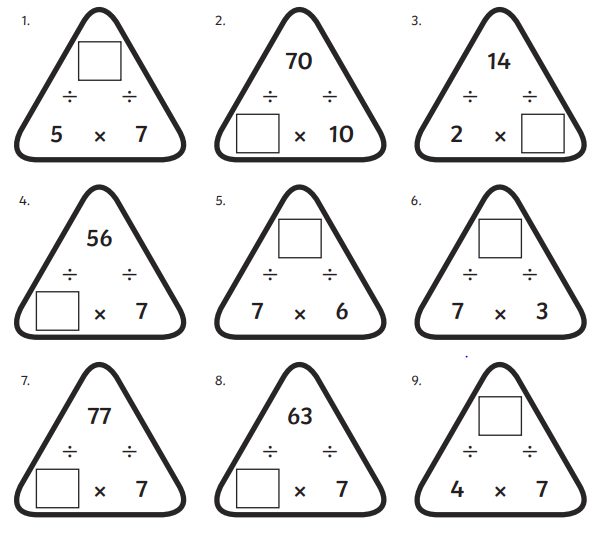 1. 2. 3.
70 14
÷ ÷ ÷ ÷ ÷ ÷
5 × 7 × 10 2 ×
4. 5. 6.
56
÷ ÷ ÷ ÷ ÷ ÷
× 7 7 × 6 7 × 3
7. 8. 9.
77 63
÷ ÷ ÷ ÷ ÷ ÷
× 7 × 7 4 × 7